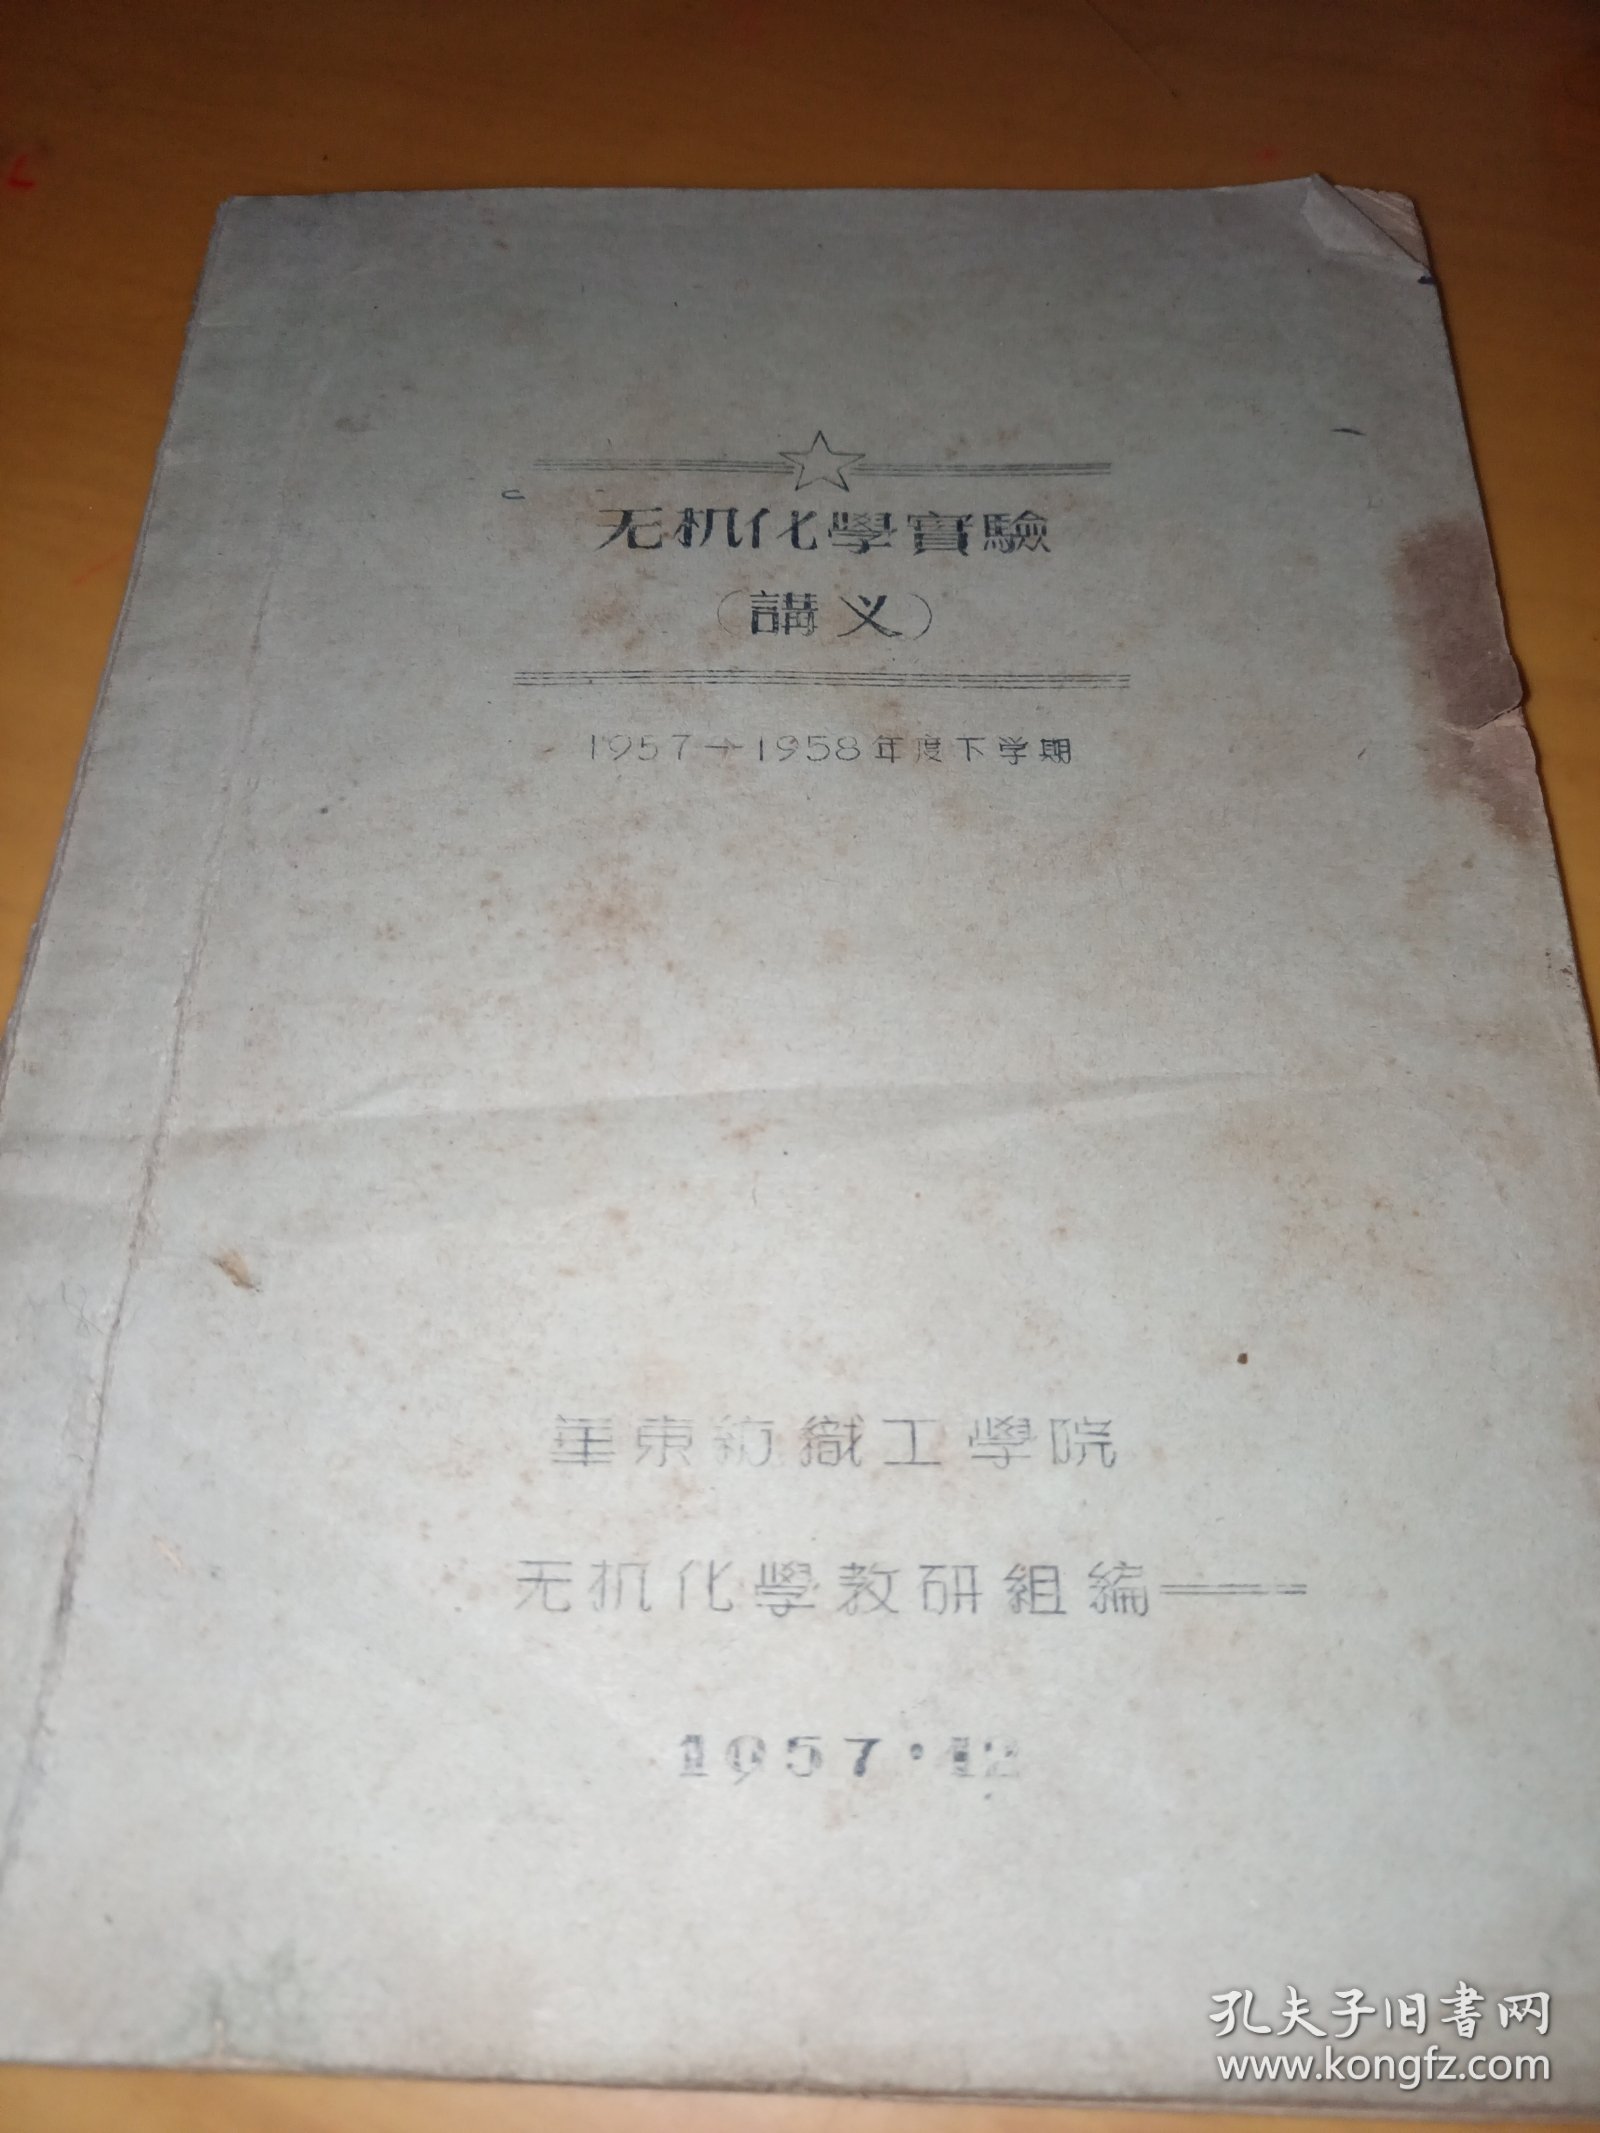 无机化學實驗
(講义)
1957-1958年度下学期
華東紡織工學院
无机化學教研組編
1957·12
孔夫子旧書网
www.kongfz.com